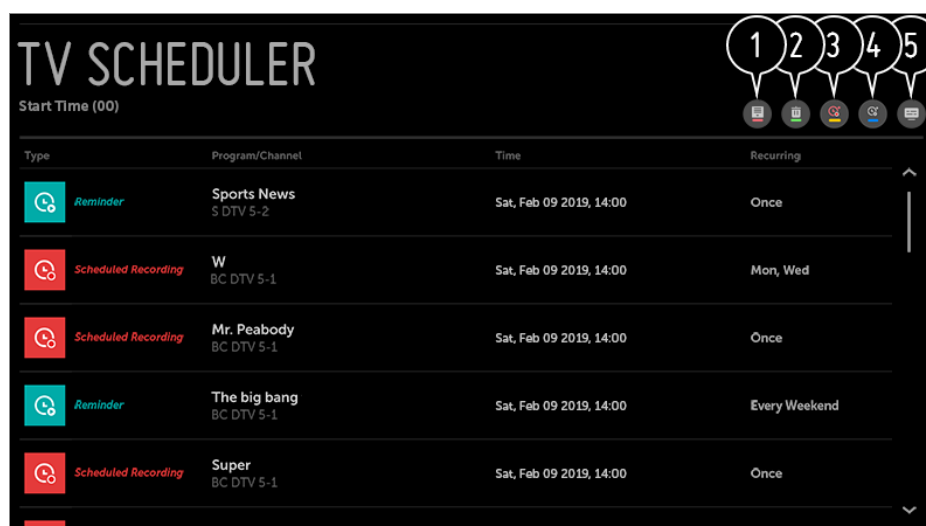 TV SCHEDULER
1 2 3 4 5
Start Time (00)
Type Program/Channel Time Recurring
Reminder Sports News Sat, Feb 09 2019, 14:00 Once
S DTV 5-2
Scheduled Recording W Sat, Feb 09 2019, 14:00 Mon, Wed
BC DTV 5-1
Scheduled Recording Mr. Peabody Sat, Feb 09 2019, 14:00 Once
BC DTV 5-1
Reminder The big bang Sat, Feb 09 2019, 14:00 Every Weekend
BC DTV 5-1
Scheduled Recording Super Sat, Feb 09 2019, 14:00 Once
BC DTV 5-1